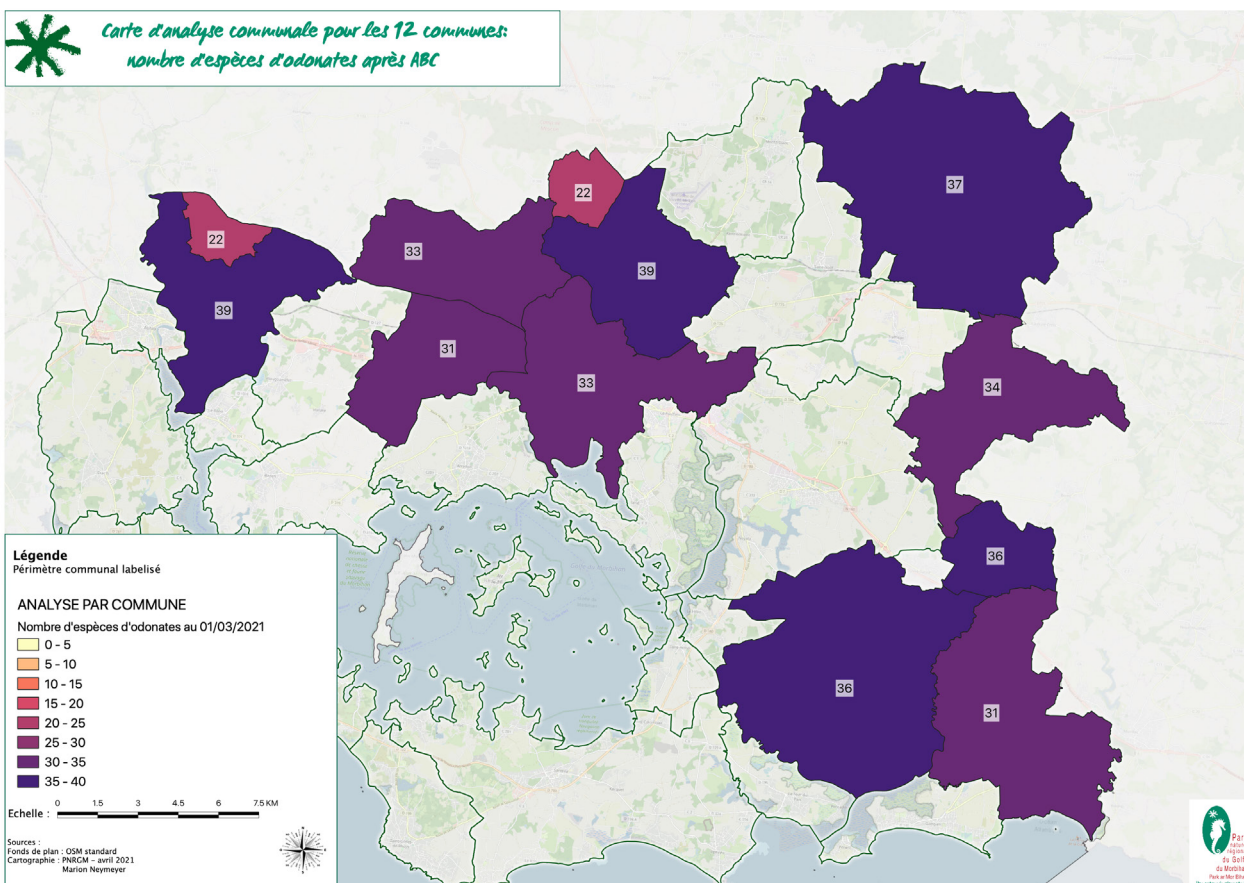 Carte d'analyse communale pour les 12 communes:
nombre d'espèces d'odonates après ABC
37
22
22
33
39
39
31
33
34
36
36
31
Légende
Périmètre communal labelisé
ANALYSE PAR COMMUNE
Nombre d'espèces d'odonates au 01/03/2021
0 - 5
5 - 10
10 - 15
15 - 20
20 - 25
25 - 30
30 - 35
35 - 40
Echelle :
0 1.5 3 4.5 6 7.5 KM
Sources :
Fonds de plan : OSM standard
Cartographie : PNRGM - avril 2021
Marion Neymeyer
du Golf
du Morbiha